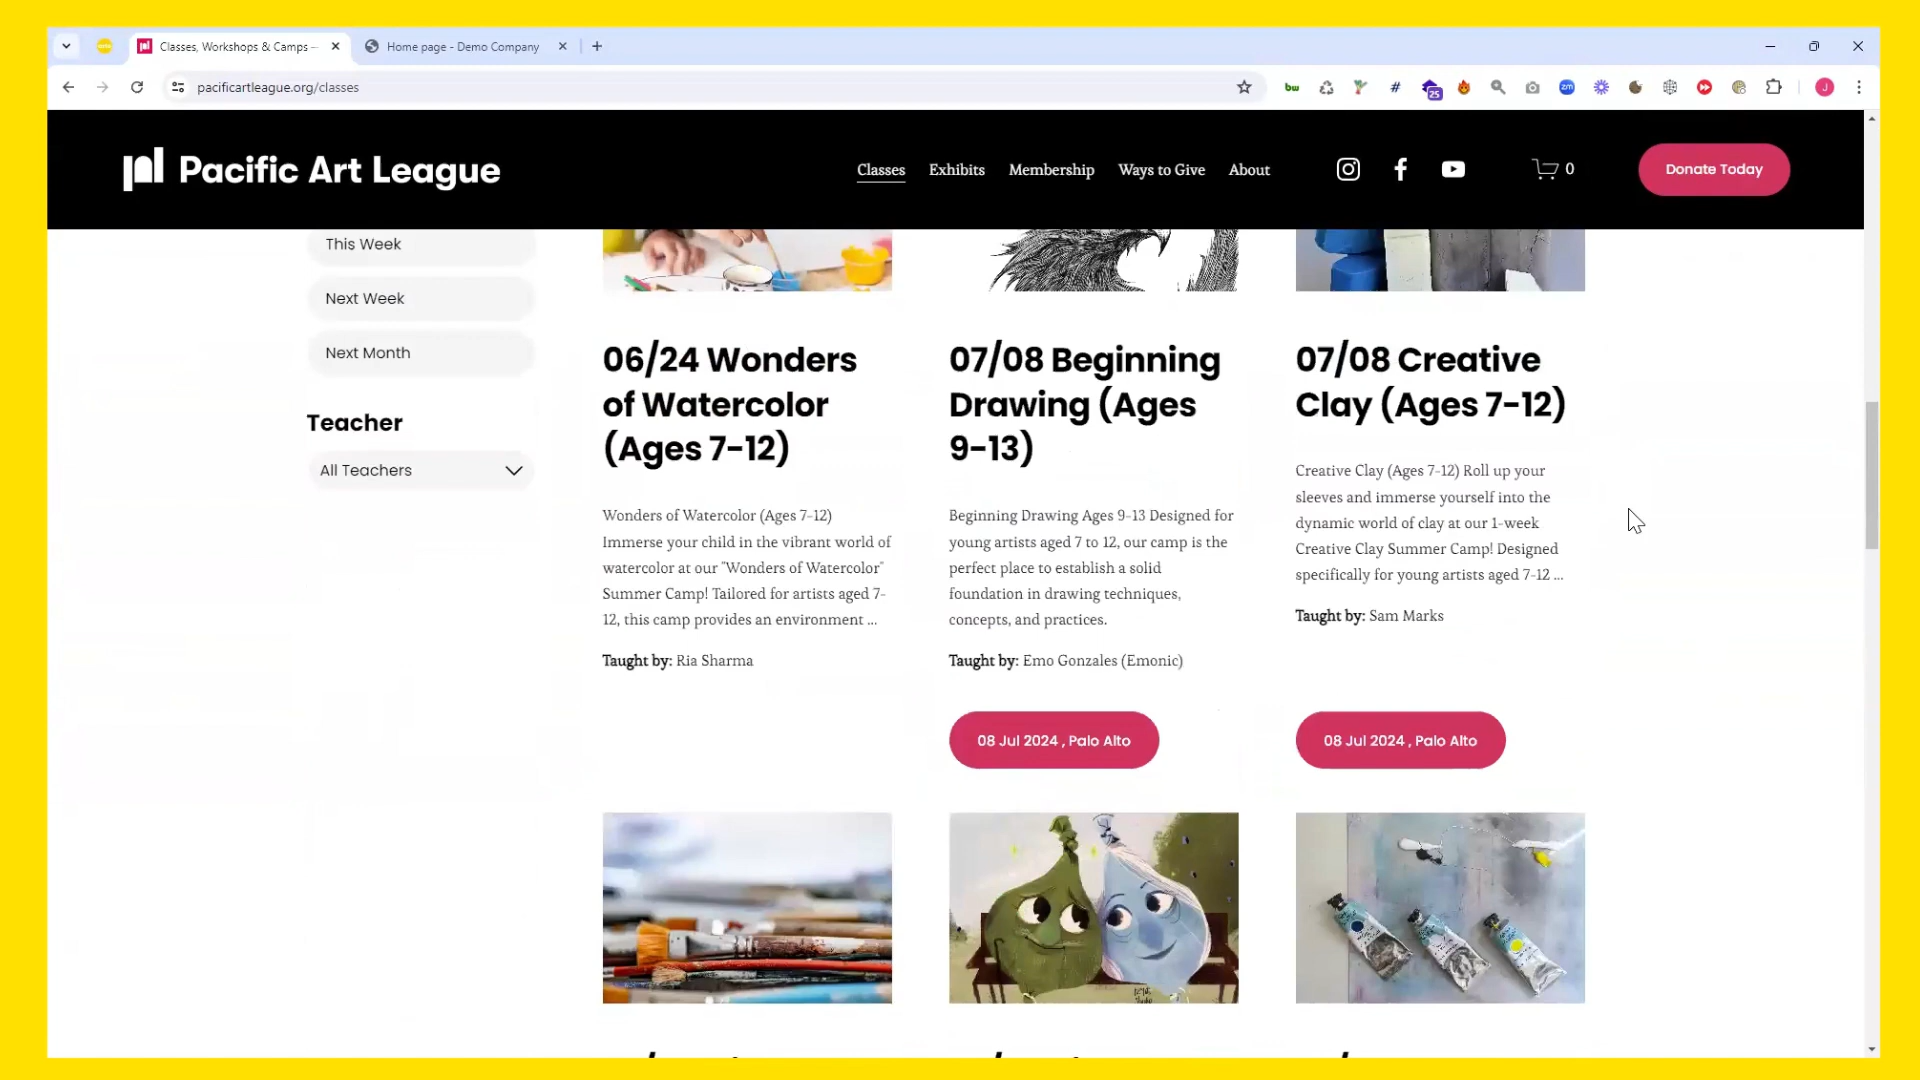 Classes, Workshops & Camps –
Home page - Demo Company
pacificartleague.org/classes
bw
#
25
zm
J
Pacific Art League
Classes
Exhibits
Membership
Ways to Give
About
0
Donate Today
This Week
Next Week
Next Month
Teacher
All Teachers
06/24 Wonders
of Watercolor
(Ages 7-12)
Wonders of Watercolor (Ages 7-12)
Immerse your child in the vibrant world of
watercolor at our "Wonders of Watercolor"
Summer Camp! Tailored for artists aged 7-
12, this camp provides an environment ...
Taught by: Ria Sharma
07/08 Beginning
Drawing (Ages
9-13)
Beginning Drawing Ages 9-13 Designed for
young artists aged 7 to 12, our camp is the
perfect place to establish a solid
foundation in drawing techniques,
concepts, and practices.
Taught by: Emo Gonzales (Emonic)
08 Jul 2024 , Palo Alto
07/08 Creative
Clay (Ages 7-12)
Creative Clay (Ages 7-12) Roll up your
sleeves and immerse yourself into the
dynamic world of clay at our 1-week
Creative Clay Summer Camp! Designed
specifically for young artists aged 7-12 ...
Taught by: Sam Marks
08 Jul 2024 , Palo Alto